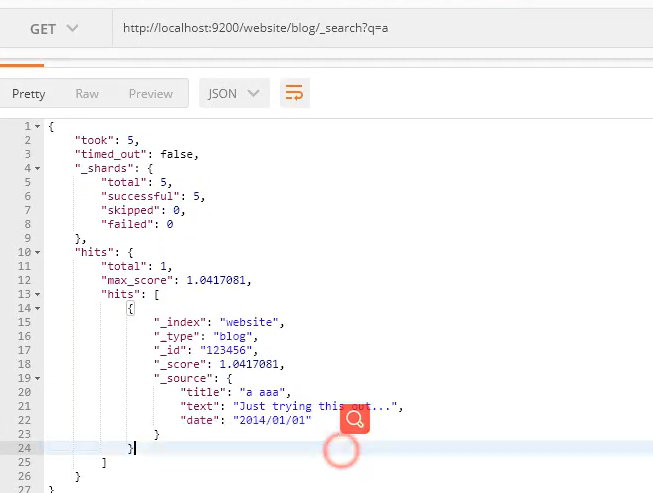 GET http://localhost:9200/website/blog/_search?q=a
Pretty Raw Preview JSON
1 {
2 "took": 5,
3 "timed_out": false,
4 "_shards": {
5 "total": 5,
6 "successful": 5,
7 "skipped": 0,
8 "failed": 0
9 },
10 "hits": {
11 "total": 1,
12 "max_score": 1.0417081,
13 "hits": [
14 {
15 "_index": "website",
16 "_type": "blog",
17 "_id": "123456",
18 "_score": 1.0417081,
19 "_source": {
20 "title": "a aaa",
21 "text": "Just trying this out...",
22 "date": "2014/01/01"
23 }
24 }
25 ]
26 }
27 }